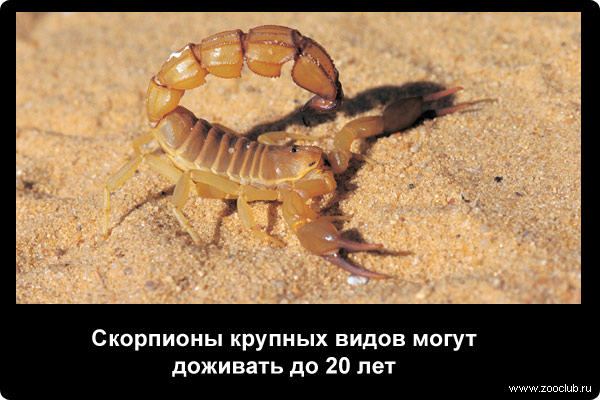 Скорпионы крупных видов могут
доживать до 20 лет
www.zooclub.ru